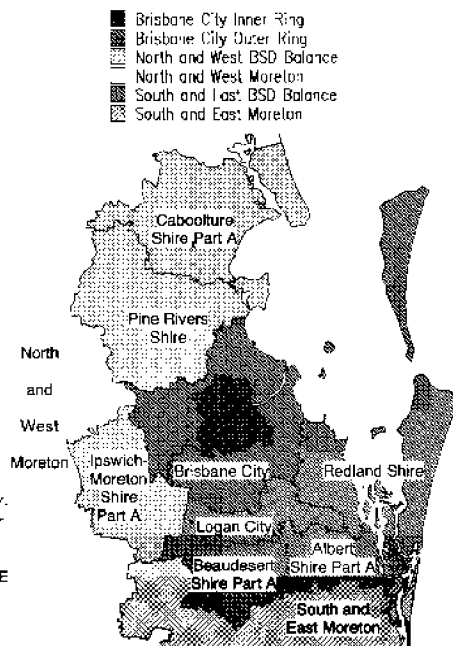 Brisbane City Inner Ring
Brisbane City Outer Ring
North and West BSD Balance
North and West Moreton
South and East BSD Balance
South and East Moreton
Caboolture
Shire Part A
Pine Rivers
Shire
North
and
West
Moreton
Ipswich-
Moreton
Shire
Part A
Brisbane City
Redland Shire
Logan City
Albert
Shire Part A
Beaudesert
Shire Part A
South and
East Moreton
E